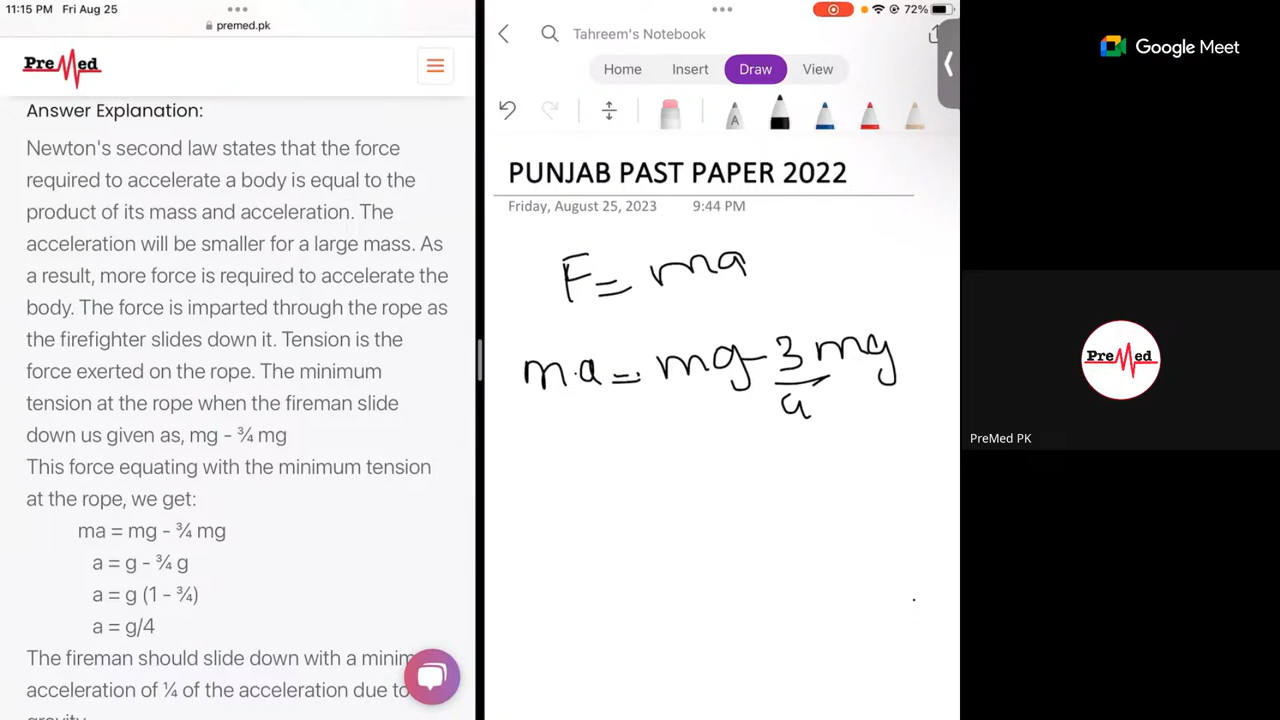 11:15 PM Fri Aug 25
premed.pk
PreMed
Answer Explanation:
Newton's second law states that the force
required to accelerate a body is equal to the
product of its mass and acceleration. The
acceleration will be smaller for a large mass. As
a result, more force is required to accelerate the
body. The force is imparted through the rope as
the firefighter slides down it. Tension is the
force exerted on the rope. The minimum
tension at the rope when the fireman slide
down us given as, mg - ¾ mg
This force equating with the minimum tension
at the rope, we get:
ma = mg - ¾ mg
a = g - ¾ g
a = g (1 - ¾)
a = g/4
The fireman should slide down with a minim
acceleration of ¼ of the acceleration due to
gravity
72%
Tahreem's Notebook
Home Insert Draw View
A
PUNJAB PAST PAPER 2022
Friday, August 25, 2023 9:44 PM
F = ma
ma = mg - 3/4 mg
Google Meet
PreMed
PreMed PK